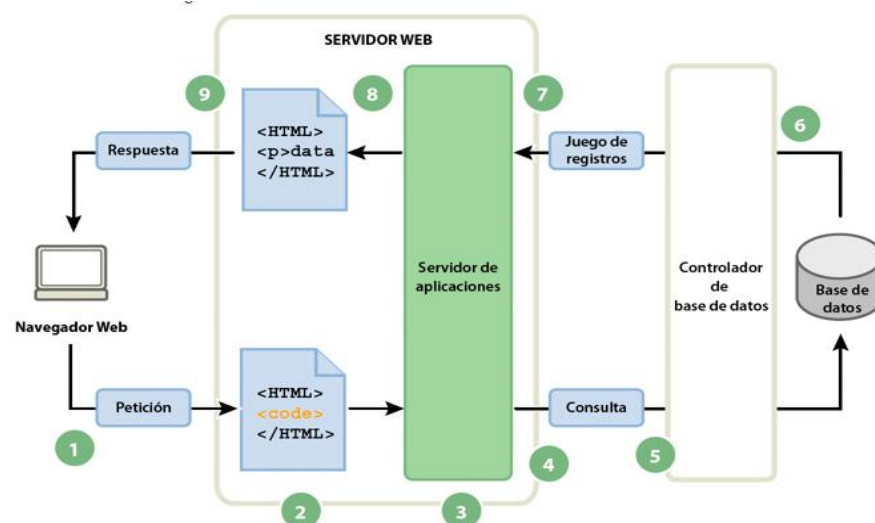 SERVIDOR WEB
9
8
7
6
<HTML>
<p>data
</HTML>
Respuesta
Juego de
registros
Navegador Web
Servidor de
aplicaciones
Controlador
de
base de datos
Base de
datos
Petición
<HTML>
<code>
</HTML>
Consulta
1
2
3
4
5